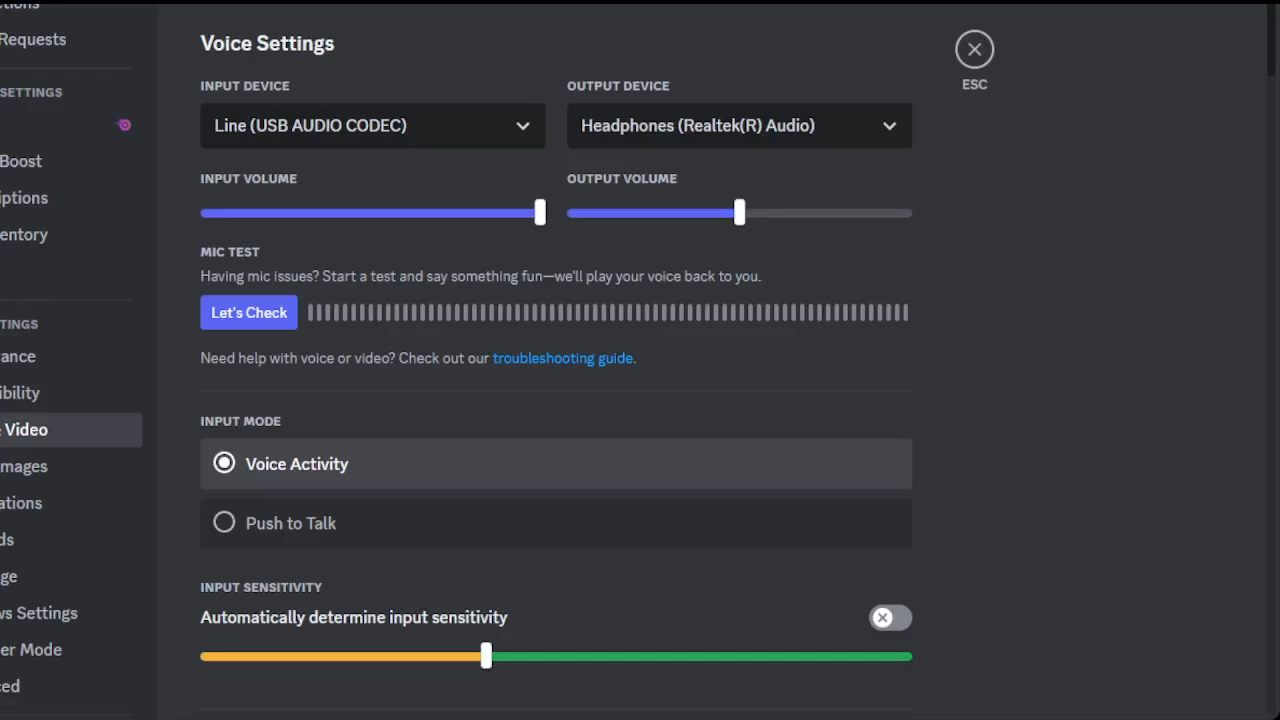 Voice Settings
ESC
INPUT DEVICE
OUTPUT DEVICE
Line (USB AUDIO CODEC)
Headphones (Realtek(R) Audio)
INPUT VOLUME
OUTPUT VOLUME
MIC TEST
Having mic issues? Start a test and say something fun—we'll play your voice back to you.
Let's Check
Need help with voice or video? Check out our troubleshooting guide.
INPUT MODE
Voice Activity
Push to Talk
INPUT SENSITIVITY
Automatically determine input sensitivity
Requests
SETTINGS
Boost
iptions
entory
TINGS
ance
ibility
Video
mages
ations
ds
ge
ws Settings
er Mode
ced